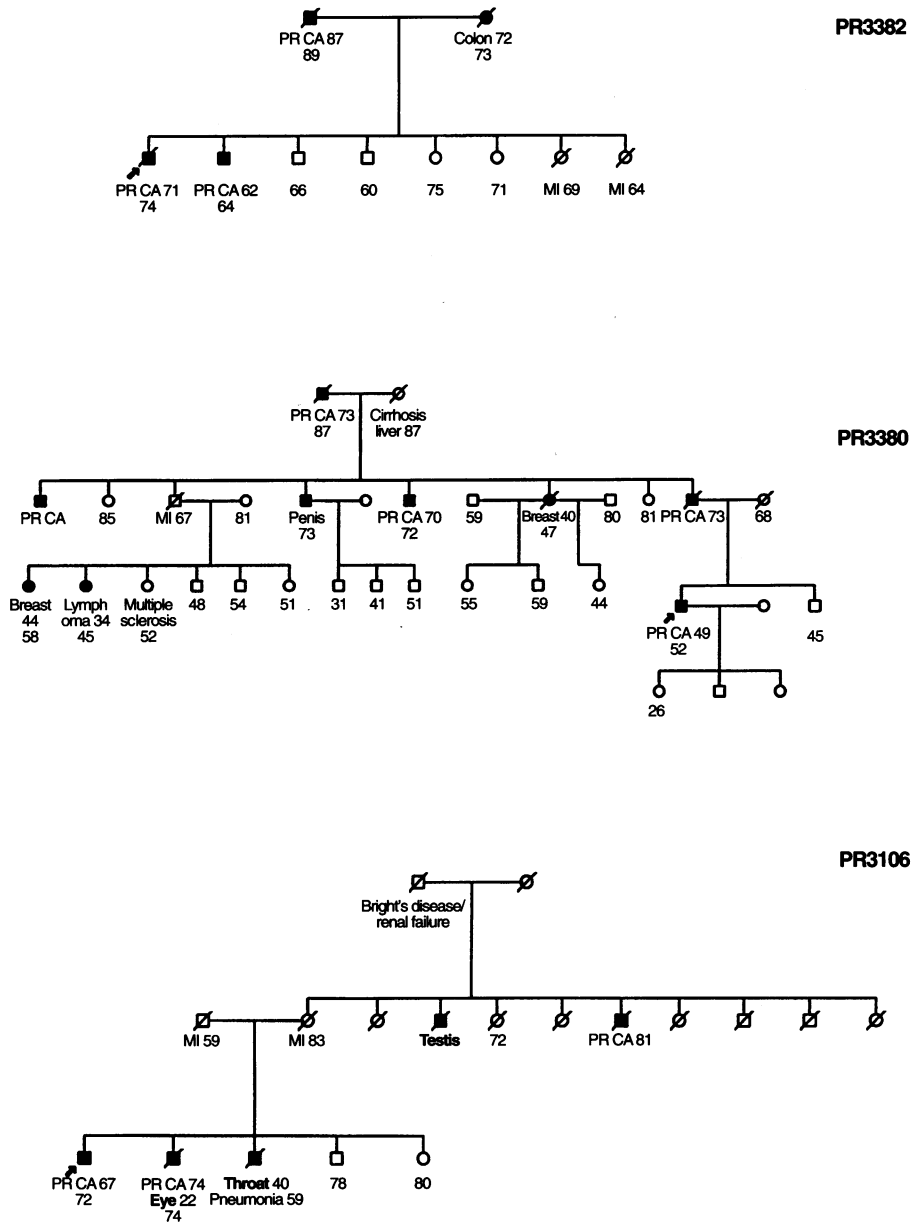 PR3382
PR CA 87
89
Colon 72
73
PR CA 71
74
PR CA 62
64
66
60
75
71
MI 69
MI 64
PR3380
PR CA 73
87
Cirrhosis
liver 87
PR CA
85
MI 67
81
Penis
73
PR CA 70
72
59
Breast 40
47
80
81
PR CA 73
68
Breast
44
58
Lymph
oma 34
45
Multiple
sclerosis
52
48
54
51
31
41
51
55
59
44
PR CA 49
52
45
26
PR3106
Bright's disease/
renal failure
MI 59
MI 83
Testis
72
PR CA 81
PR CA 67
72
PR CA 74
Eye 22
74
Throat 40
Pneumonia 59
78
80